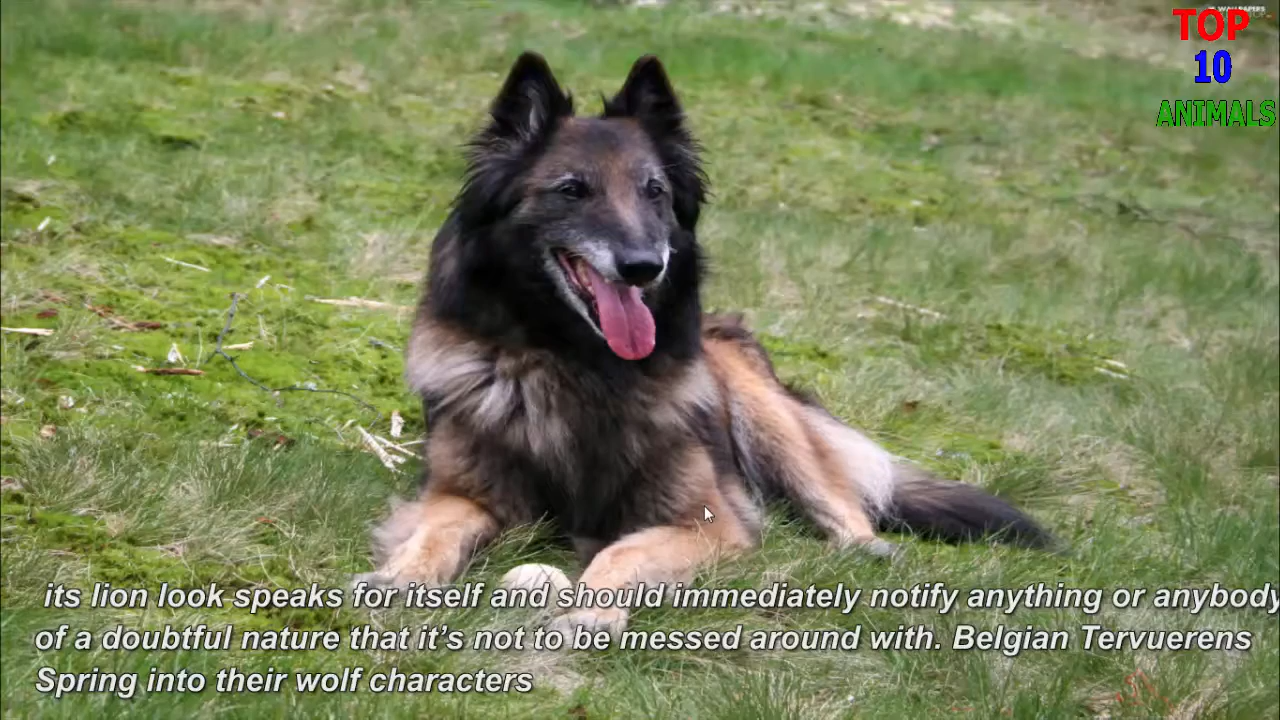 TOP
10
ANIMALS
its lion look speaks for itself and should immediately notify anything or anybody
of a doubtful nature that it’s not to be messed around with. Belgian Tervuerens
Spring into their wolf characters